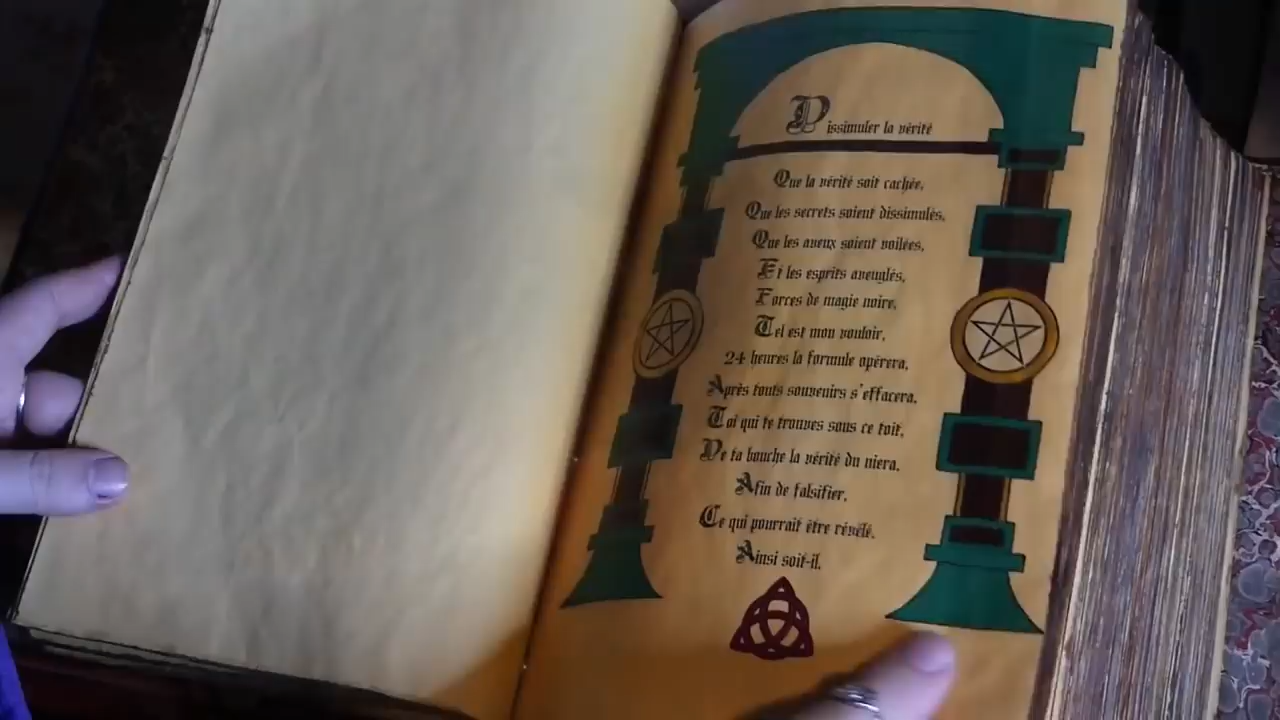 Dissimuler la vérité
Que la vérité soit cachée,
Que les secrets soient dissimulés,
Que les aveux soient voilées,
Et les esprits aveuglés,
Forces de magie noire,
Tel est mon vouloir,
24 heures la formule opérera,
Après touts souvenirs s'effacera,
Toi qui te trouves sous ce toit,
De ta bouche la vérité du niera,
Afin de falsifier,
Ce qui pourrait être révélé,
Ainsi soit-il.